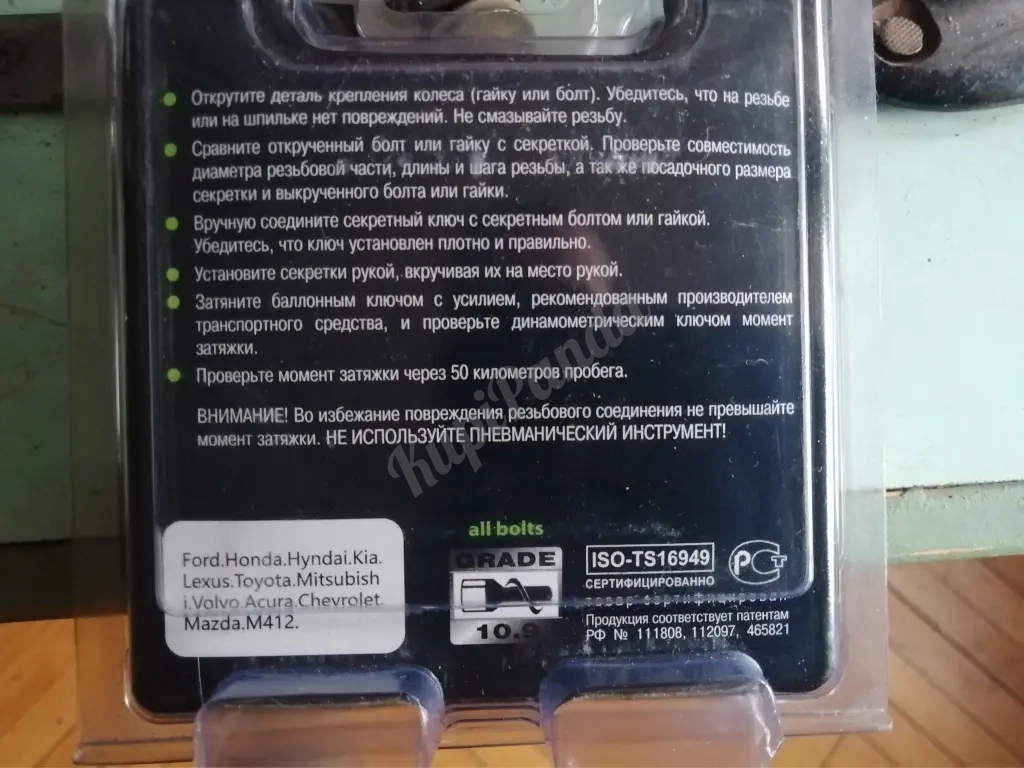 Открутите деталь крепления колеса (гайку или болт). Убедитесь, что на резьбе
или на шпильке нет повреждений. Не смазывайте резьбу.
Сравните открученный болт или гайку с секреткой. Проверьте совместимость
диаметра резьбовой части, длины и шага резьбы, а так же посадочного размера
секретки и выкрученного болта или гайки.
Вручную соедините секретный ключ с секретным болтом или гайкой.
Убедитесь, что ключ установлен плотно и правильно.
Установите секретки рукой, вкручивая их на место рукой.
Затяните баллонным ключом с усилием, рекомендованным производителем
транспортного средства, и проверьте динамометрическим ключом момент
затяжки.
Проверьте момент затяжки через 50 километров пробега.
ВНИМАНИЕ! Во избежание повреждения резьбового соединения не превышайте
момент затяжки. НЕ ИСПОЛЬЗУЙТЕ ПНЕВМАНИЧЕСКИЙ ИНСТРУМЕНТ!
KupiPanda
Ford.Honda.Hyndai.Kia.
Lexus.Toyota.Mitsubish
i.Volvo.Acura.Chevrolet
Mazda.M412.
all bolts
GRADE
10.9
ISO-TS16949
СЕРТИФИЦИРОВАННО
РСТ
товар сертифицирован
Продукция соответствует патентам
РФ № 111808, 112097, 465821